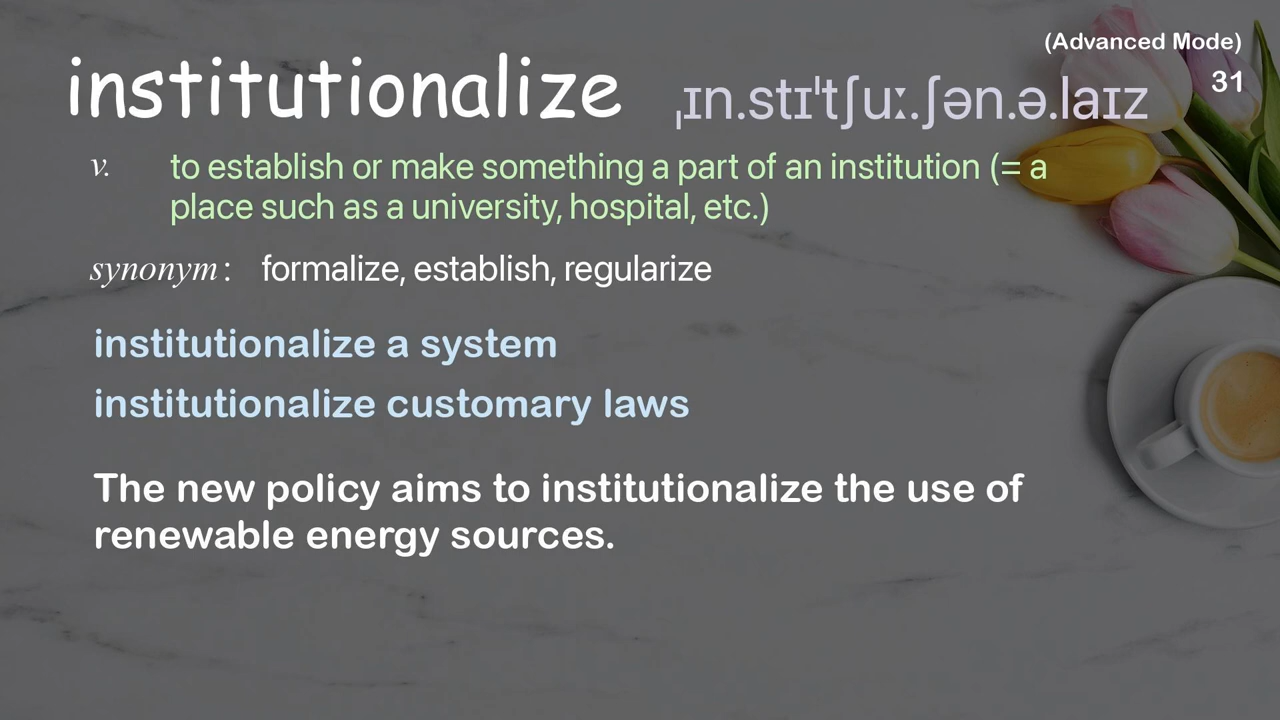 (Advanced Mode)
institutionalize ˌɪn.stɪˈtʃuː.ʃən.ə.laɪz 31
v. to establish or make something a part of an institution (= a
place such as a university, hospital, etc.)
synonym: formalize, establish, regularize
institutionalize a system
institutionalize customary laws
The new policy aims to institutionalize the use of
renewable energy sources.